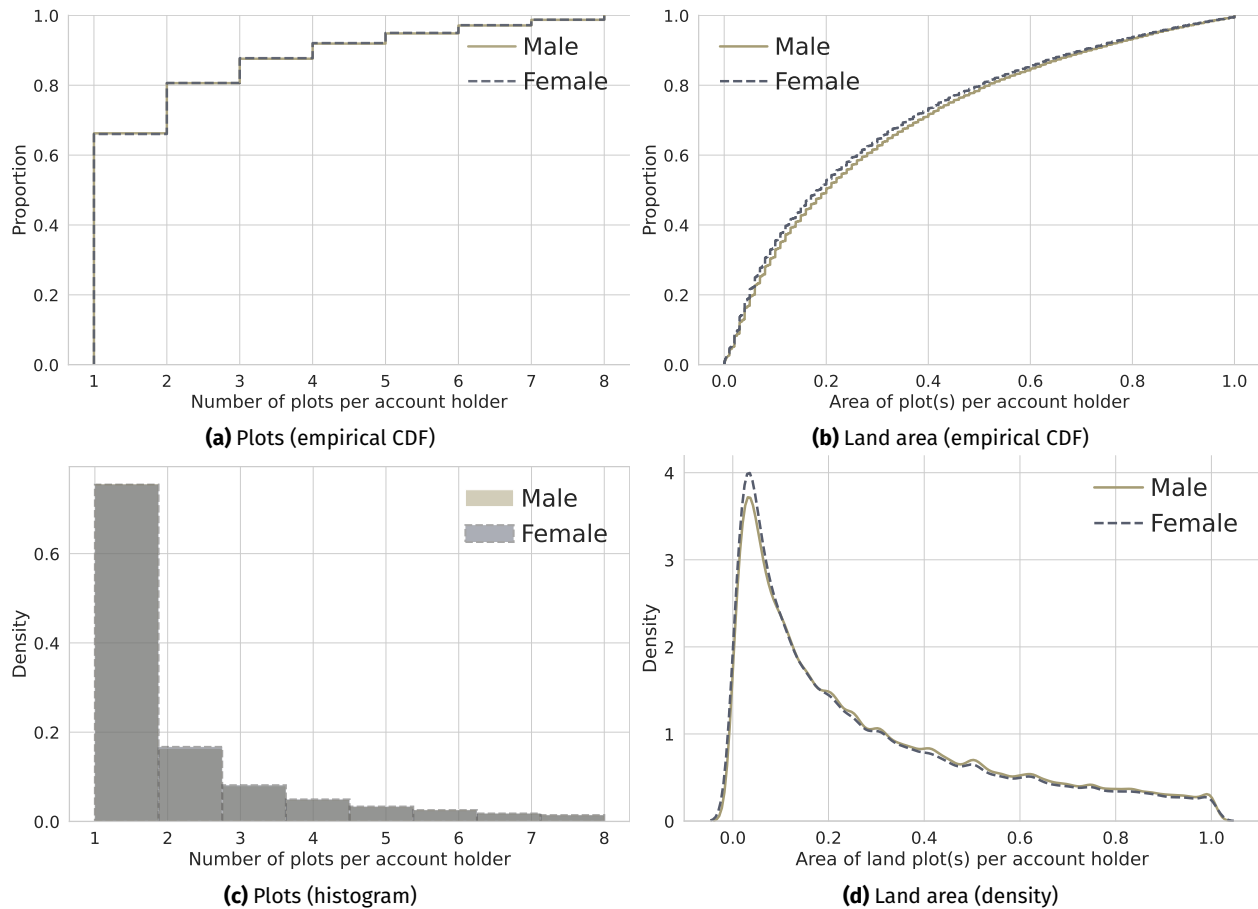 1.0
0.8
0.6
0.4
0.2
0.0
Proportion
Male
Female
1 2 3 4 5 6 7 8
Number of plots per account holder
(a) Plots (empirical CDF)
1.0
0.8
0.6
0.4
0.2
0.0
Proportion
Male
Female
0.0 0.2 0.4 0.6 0.8 1.0
Area of plot(s) per account holder
(b) Land area (empirical CDF)
0.6
0.4
0.2
0.0
Density
Male
Female
1 2 3 4 5 6 7 8
Number of plots per account holder
(c) Plots (histogram)
4
3
2
1
0
Density
Male
Female
0.0 0.2 0.4 0.6 0.8 1.0
Area of land plot(s) per account holder
(d) Land area (density)